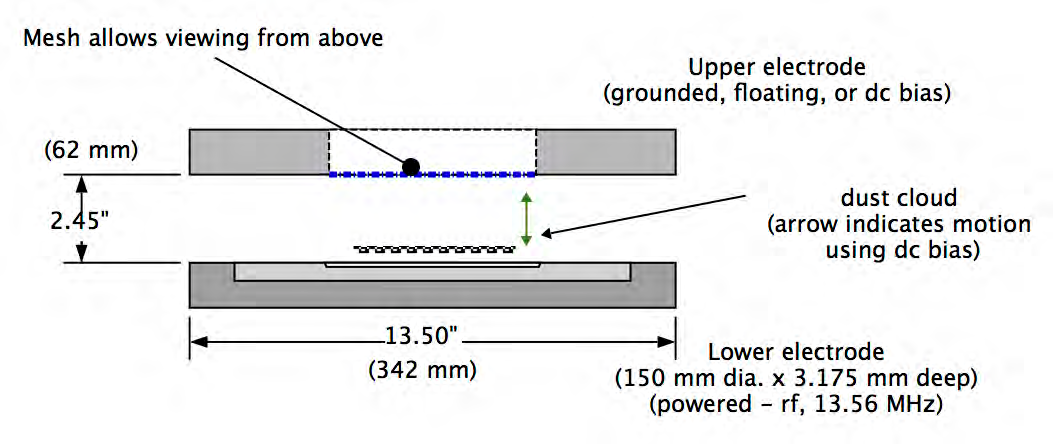 Mesh allows viewing from above
Upper electrode
(grounded, floating, or dc bias)
(62 mm)
2.45"
dust cloud
(arrow indicates motion
using dc bias)
13.50"
(342 mm)
Lower electrode
(150 mm dia. x 3.175 mm deep)
(powered - rf, 13.56 MHz)